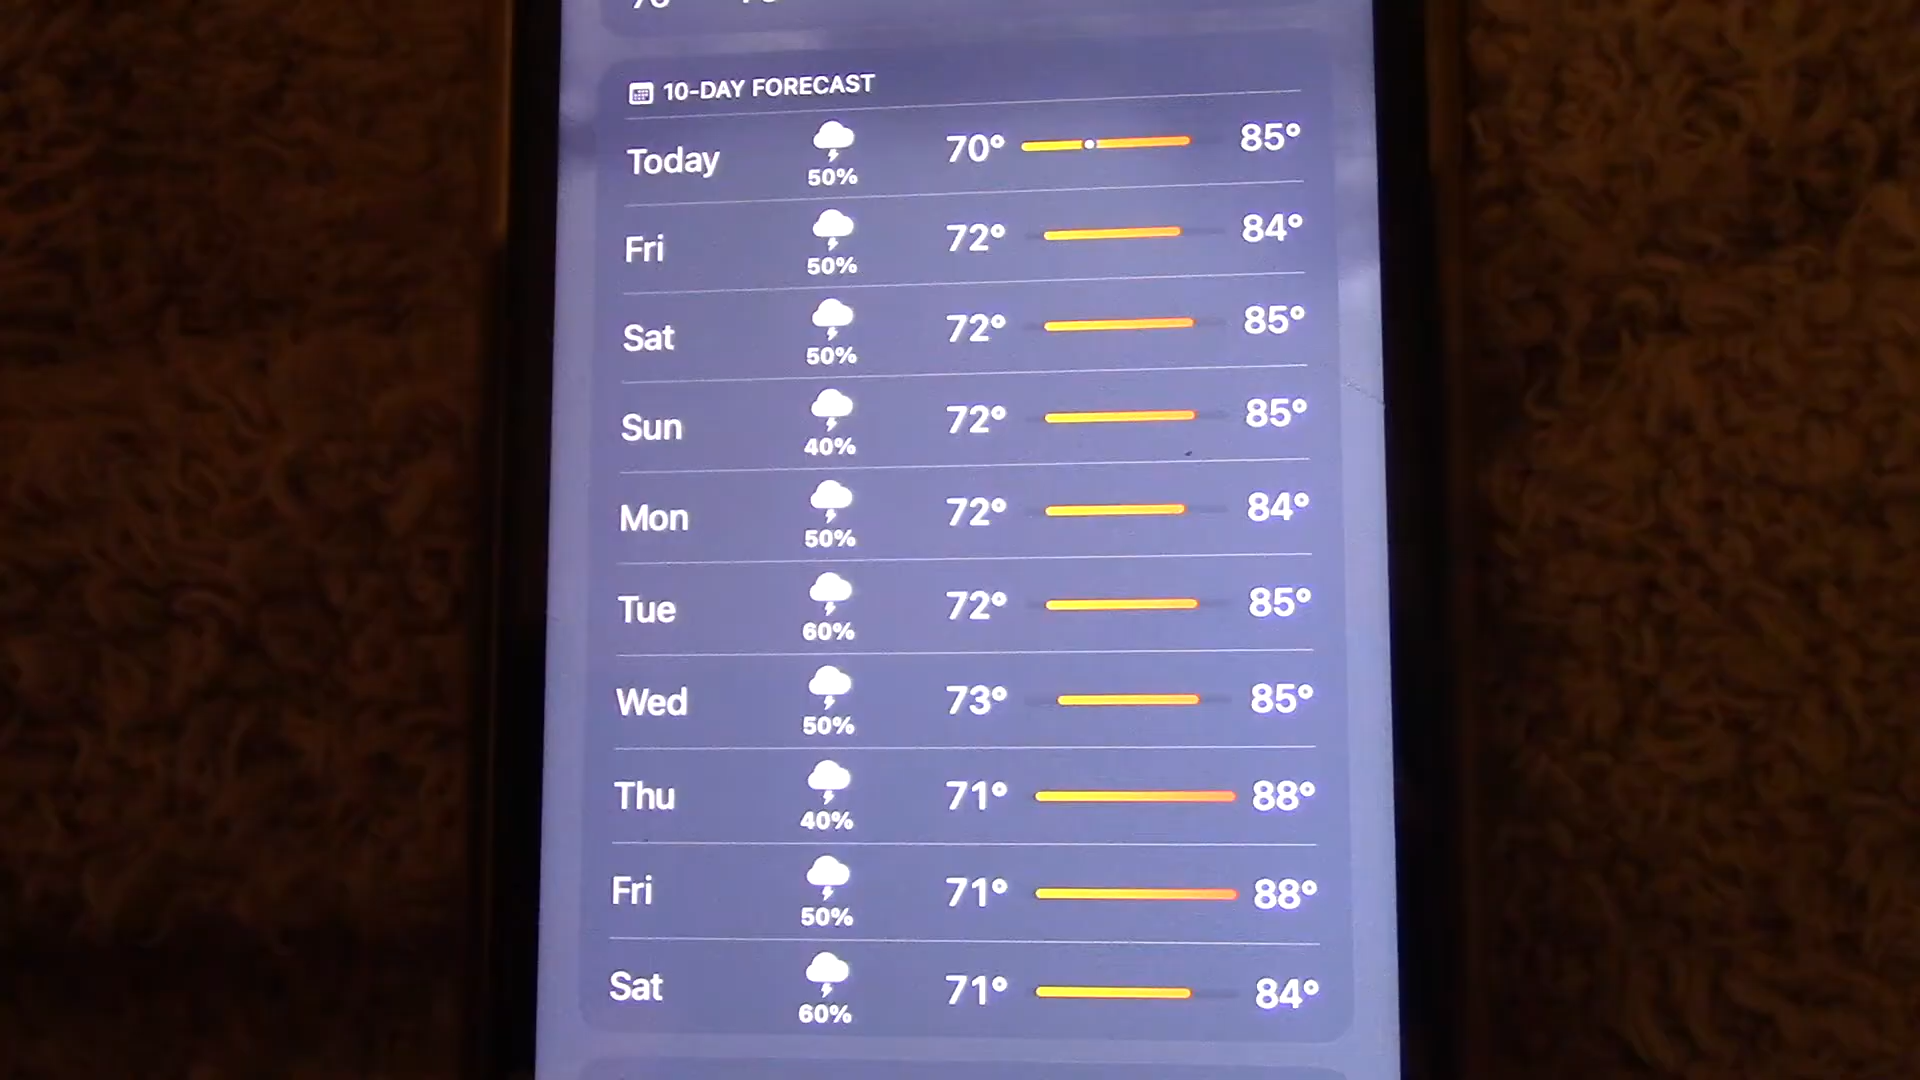 10-DAY FORECAST
Today 50% 70° 85°
Fri 50% 72° 84°
Sat 50% 72° 85°
Sun 40% 72° 85°
Mon 50% 72° 84°
Tue 60% 72° 85°
Wed 50% 73° 85°
Thu 40% 71° 88°
Fri 50% 71° 88°
Sat 60% 71° 84°